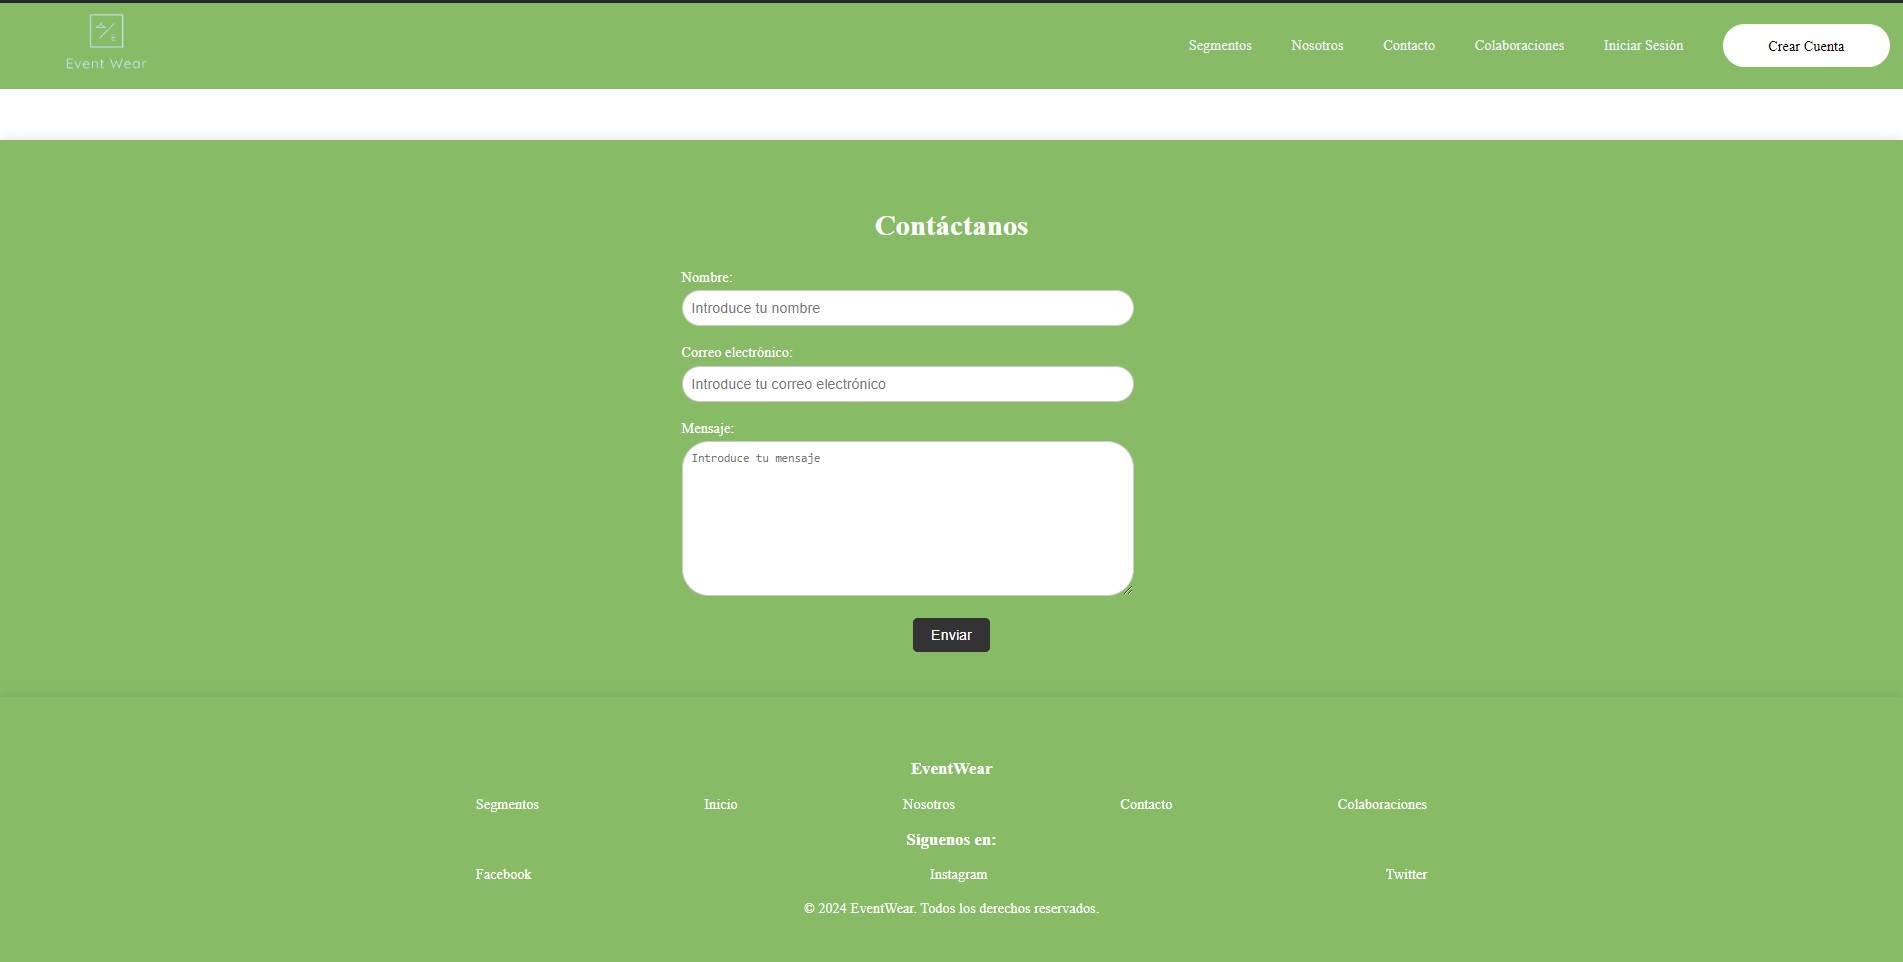 Event Wear
Segmentos Nosotros Contacto Colaboraciones Iniciar Sesión Crear Cuenta
Contáctanos
Nombre:
Introduce tu nombre
Correo electrónico:
Introduce tu correo electrónico
Mensaje:
Introduce tu mensaje
Enviar
EventWear
Segmentos Inicio Nosotros Contacto Colaboraciones
Síguenos en:
Facebook Instagram Twitter
© 2024 EventWear. Todos los derechos reservados.